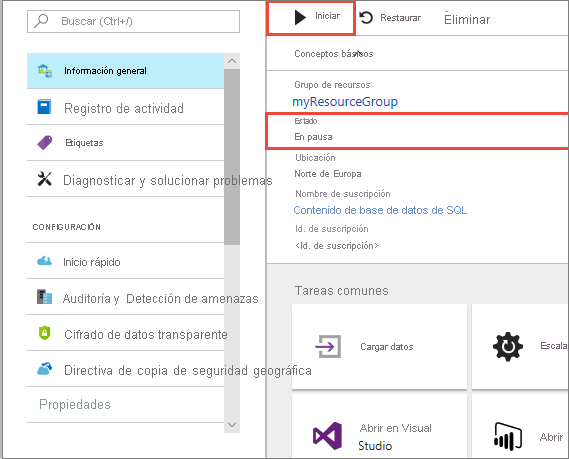 Buscar (Ctrl+/)
Información general
Registro de actividad
Etiquetas
Diagnosticar y solucionar problemas
CONFIGURACIÓN
Inicio rápido
Auditoría y Detección de amenazas
Cifrado de datos transparente
Directiva de copia de seguridad geográfica
Propiedades
Iniciar
Restaurar
Eliminar
Conceptos básicos
Grupo de recursos
myResourceGroup
Estado
En pausa
Ubicación
Norte de Europa
Nombre de suscripción
Contenido de base de datos de SQL
Id. de suscripción
<Id. de suscripción>
Tareas comunes
Cargar datos
Escala
Abrir en Visual
Studio
Abrir